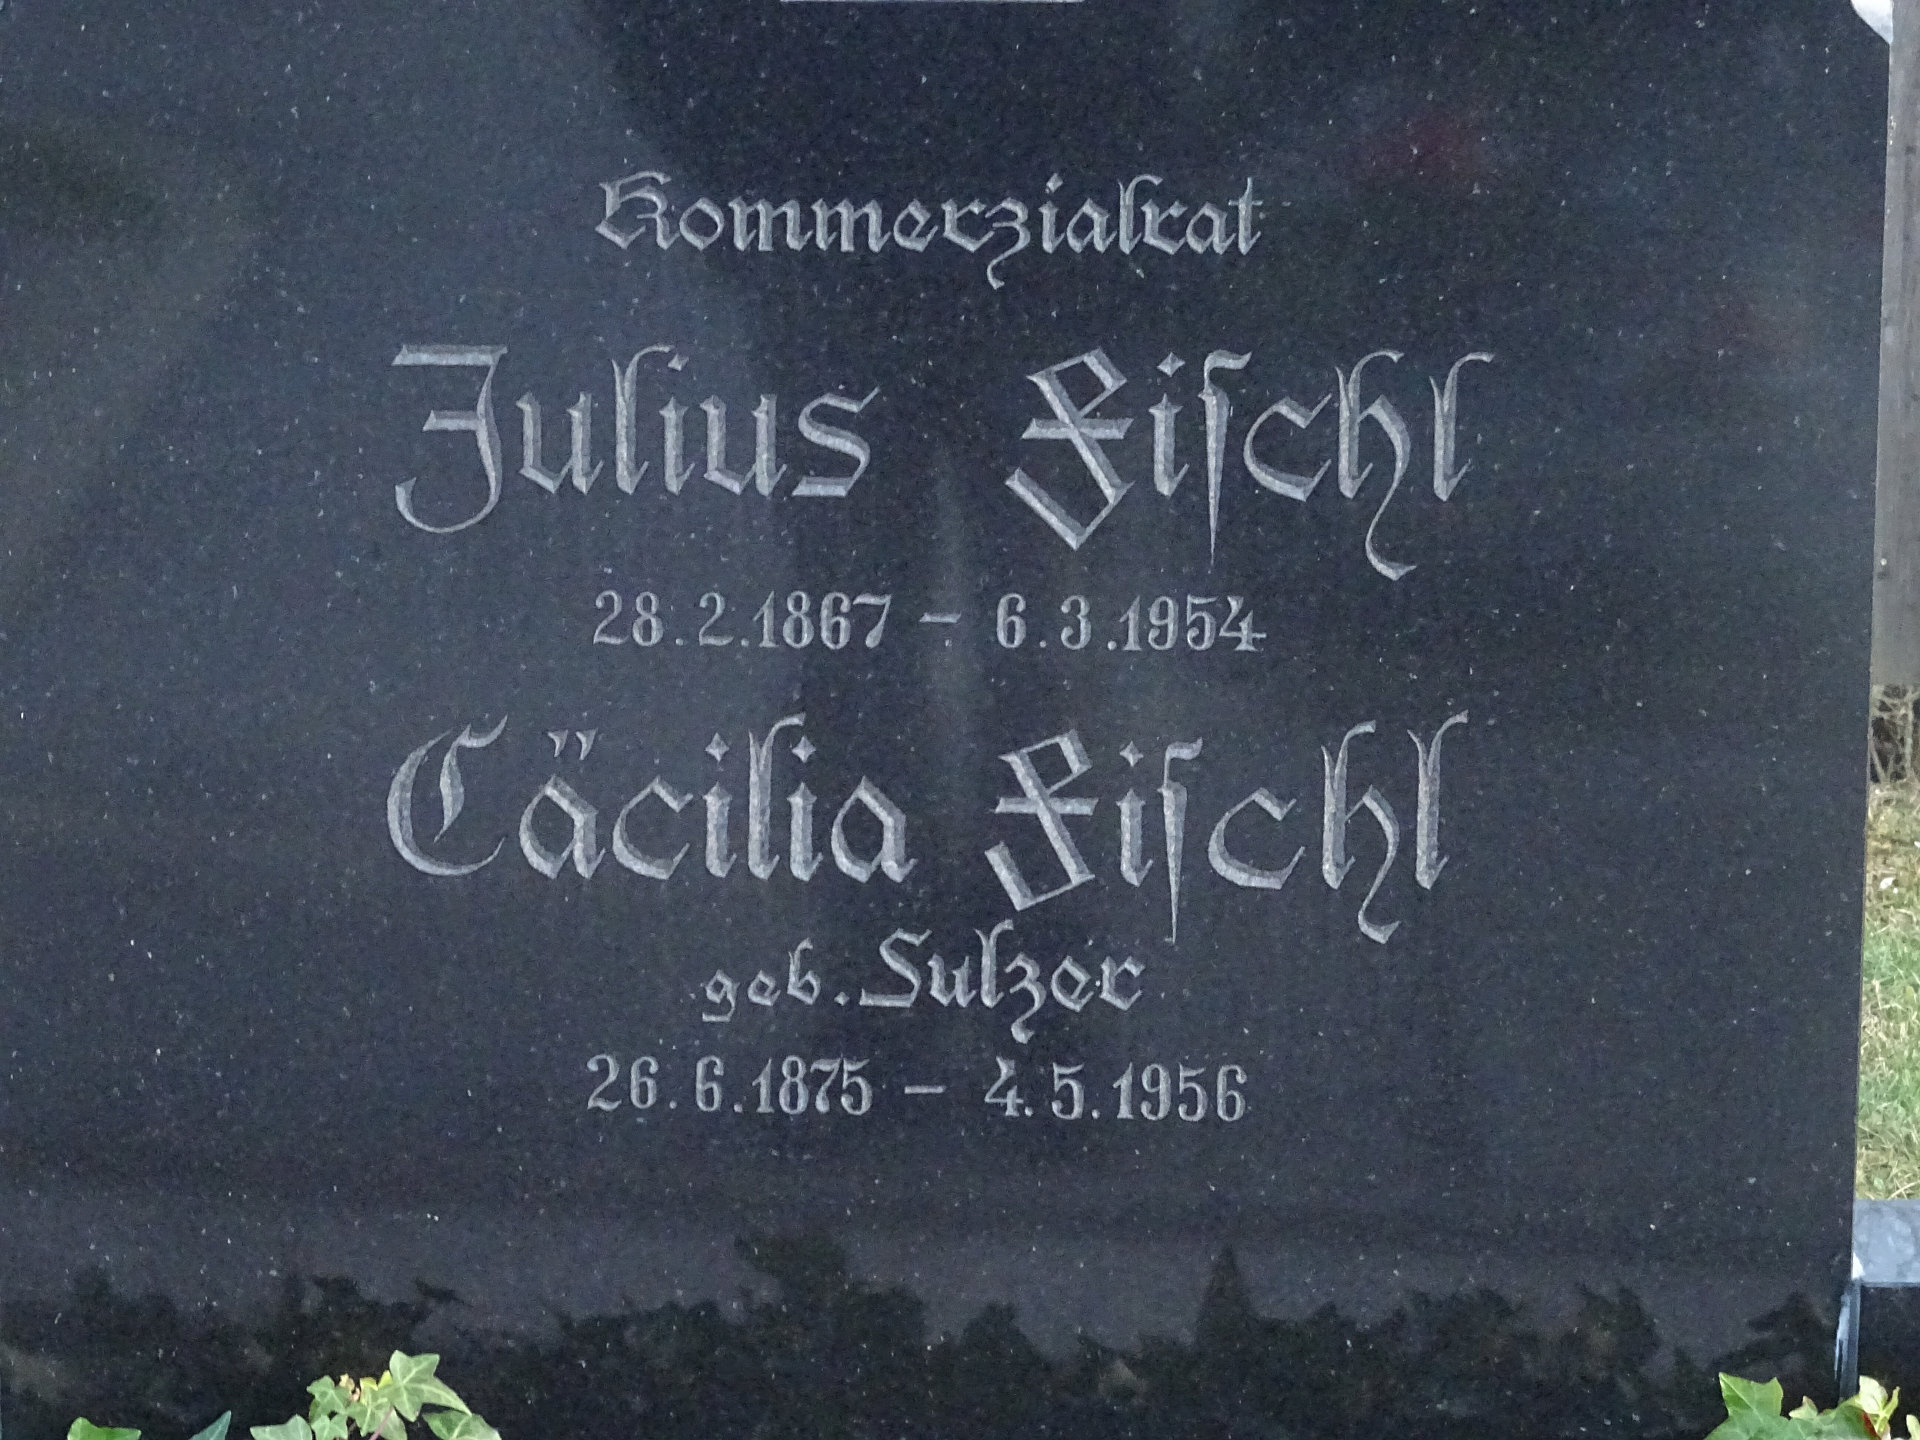 Kommerzialrat
Julius Fiſchl
28.2.1867 – 6.3.1954
Cäcilia Fiſchl
geb. Sulzer
26.6.1875 – 4.5.1956